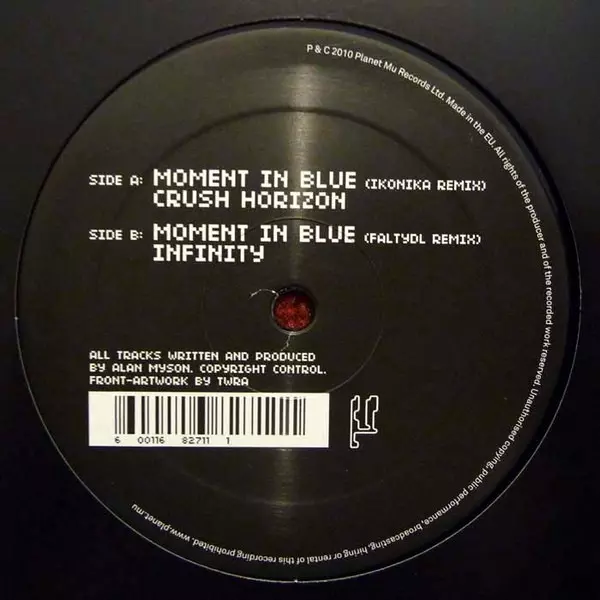 P & C 2010 Planet Mu Records Ltd. Made in the EU. All rights of the producer and of the recorded work reserved. Unauthorised copying, public performance, broadcasting, hiring or rental of this recording prohibited. www.planet.mu
SIDE A: MOMENT IN BLUE (IKONIKA REMIX)
CRUSH HORIZON
SIDE B: MOMENT IN BLUE (FALTYDL REMIX)
INFINITY
ALL TRACKS WRITTEN AND PRODUCED
BY ALAN MYSON. COPYRIGHT CONTROL.
FRONT-ARTWORK BY TWRA
6 00116 82711 1